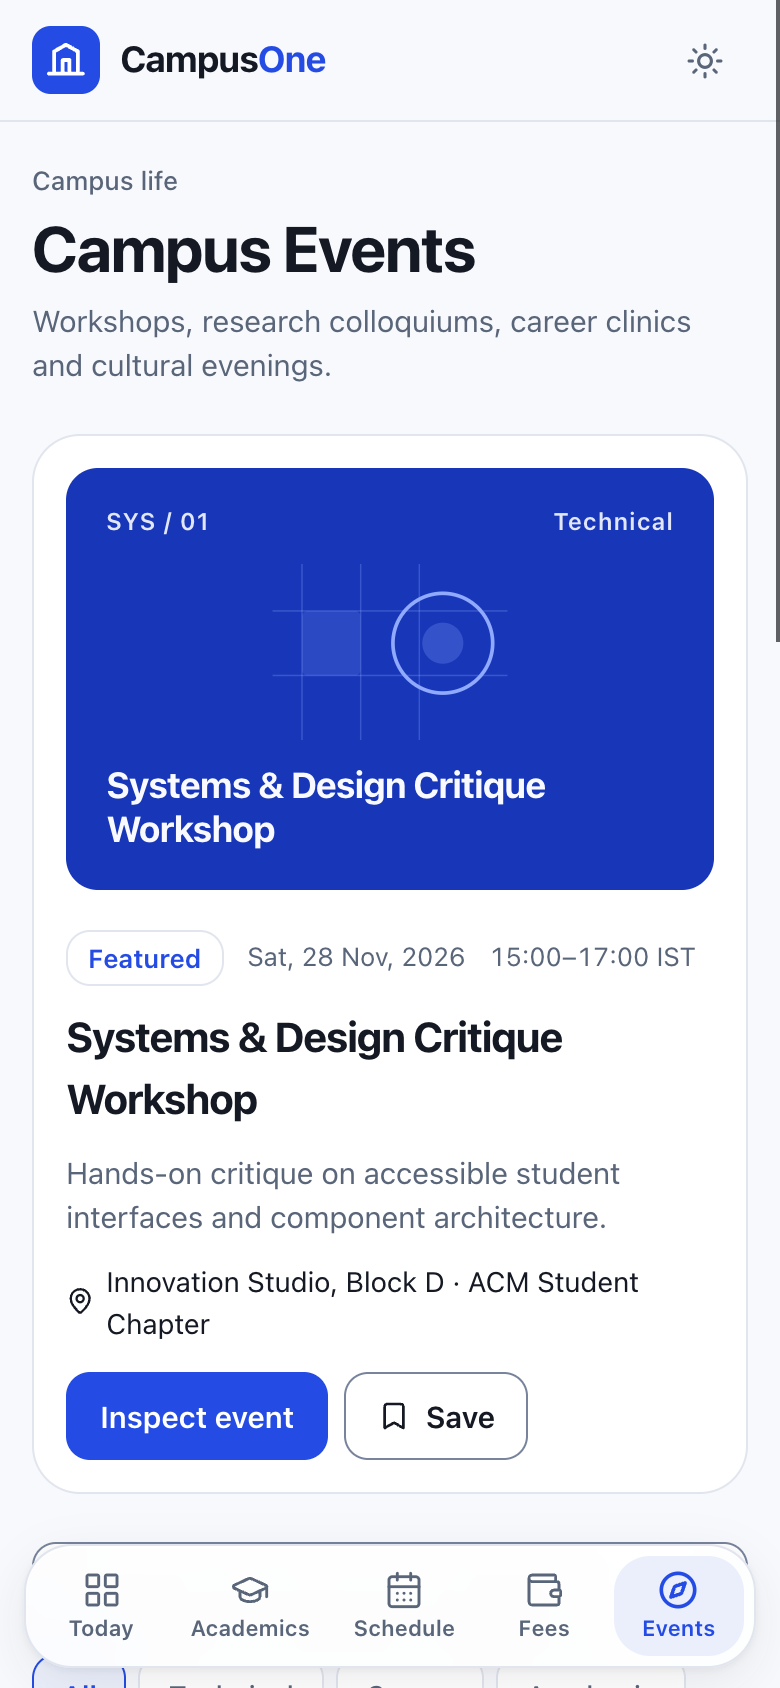 CampusOne
Campus life
Campus Events
Workshops, research colloquiums, career clinics
and cultural evenings.
SYS / 01
Technical
Systems & Design Critique
Workshop
Featured
Sat, 28 Nov, 2026
15:00–17:00 IST
Systems & Design Critique
Workshop
Hands-on critique on accessible student
interfaces and component architecture.
Innovation Studio, Block D · ACM Student
Chapter
Inspect event
Save
Today
Academics
Schedule
Fees
Events
All